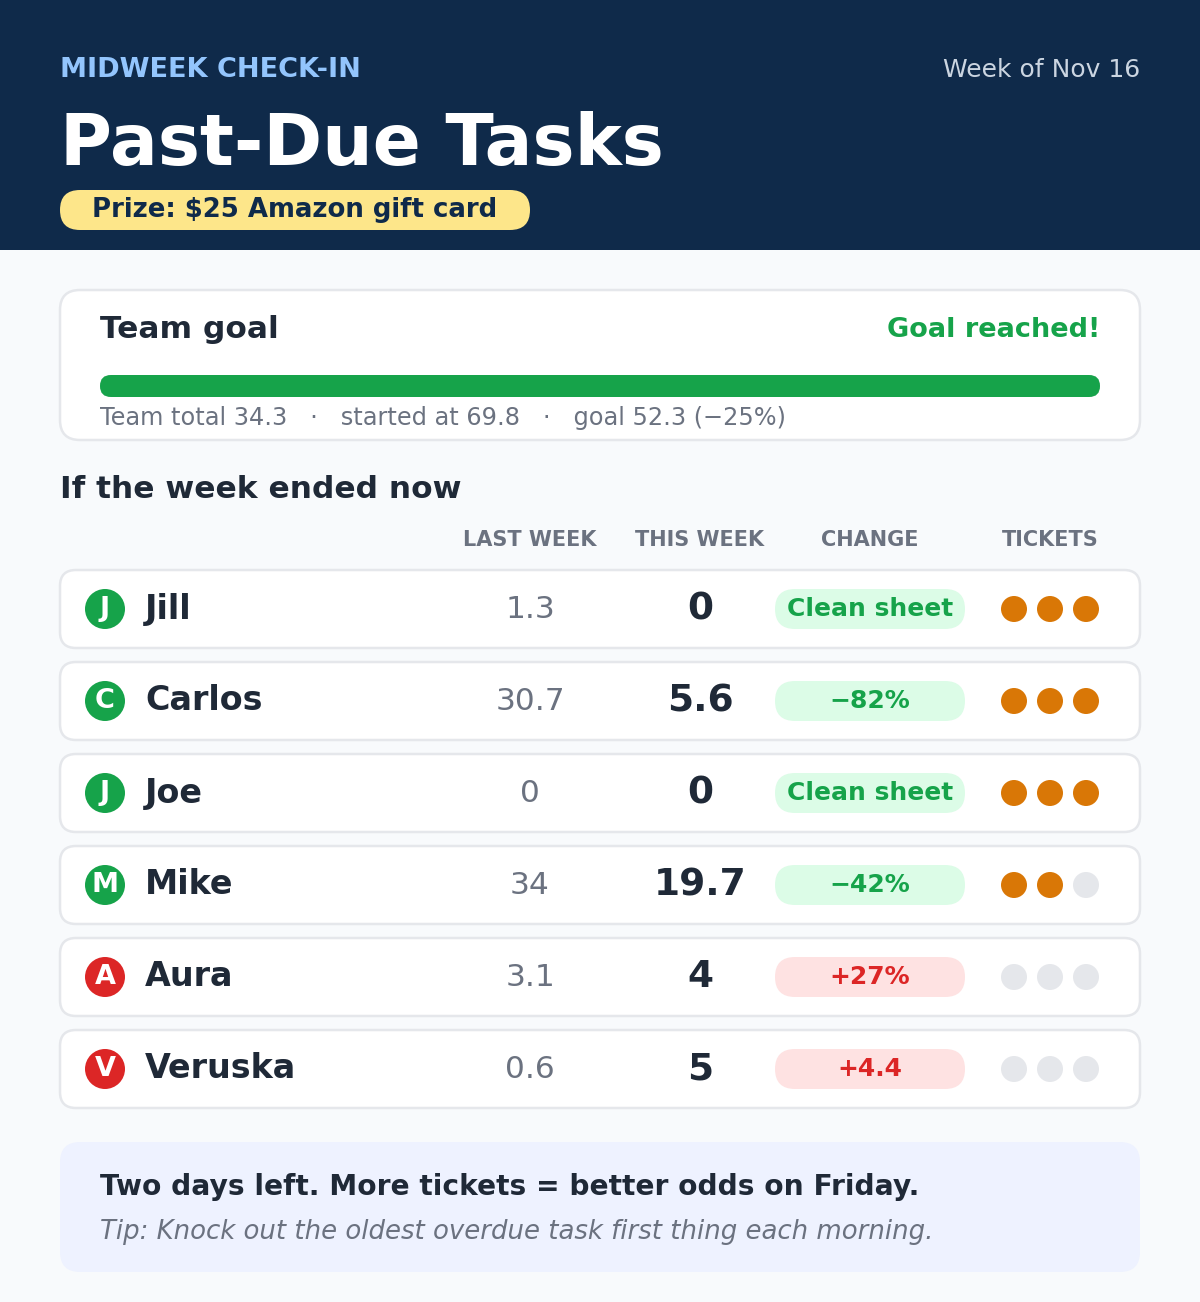 MIDWEEK CHECK-IN Week of Nov 16
Past-Due Tasks
Prize: $25 Amazon gift card
Team goal Goal reached!
Team total 34.3 · started at 69.8 · goal 52.3 (−25%)
If the week ended now
LAST WEEK THIS WEEK CHANGE TICKETS
J Jill 1.3 0 Clean sheet
C Carlos 30.7 5.6 −82%
J Joe 0 0 Clean sheet
M Mike 34 19.7 −42%
A Aura 3.1 4 +27%
V Veruska 0.6 5 +4.4
Two days left. More tickets = better odds on Friday.
Tip: Knock out the oldest overdue task first thing each morning.